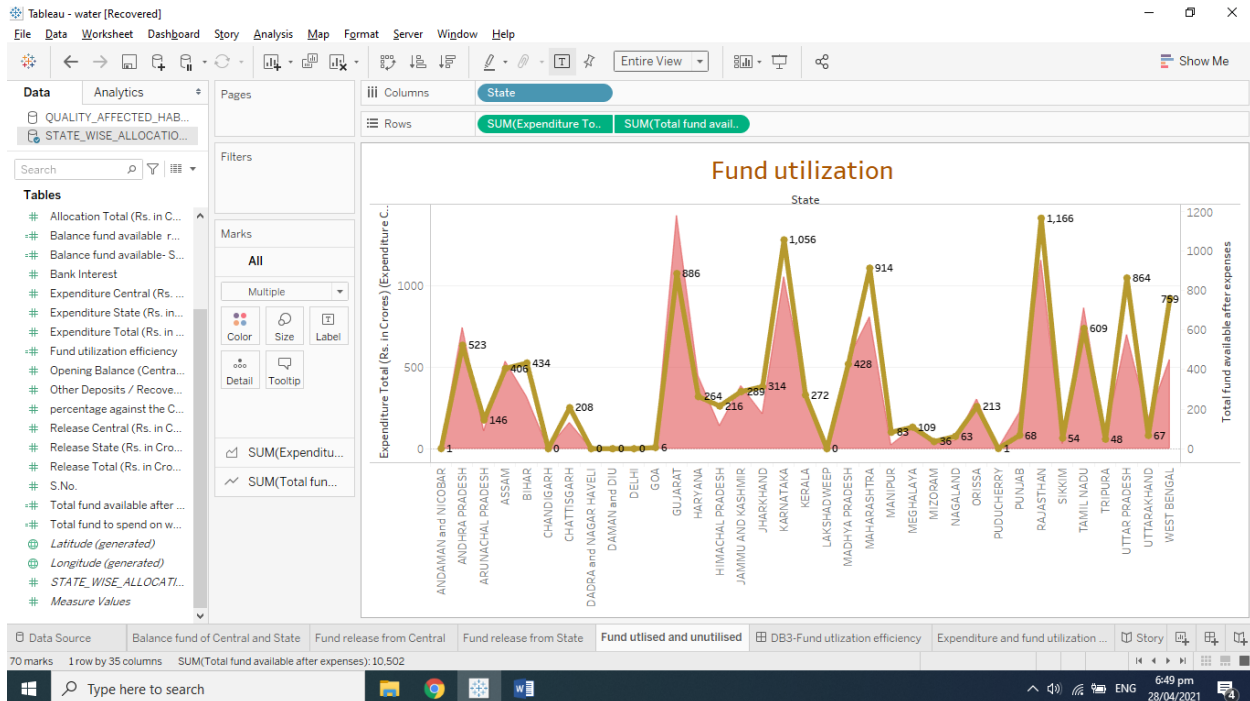 Tableau - water [Recovered]
File Data Worksheet Dashboard Story Analysis Map Format Server Window Help
Entire View
Show Me
Data Analytics
QUALITY_AFFECTED_HAB...
STATE_WISE_ALLOCATIO...
Search
Tables
Allocation Total (Rs. in C...
Balance fund available r...
Balance fund available- S...
Bank Interest
Expenditure Central (Rs. ...
Expenditure State (Rs. in...
Expenditure Total (Rs. in ...
Fund utilization efficiency
Opening Balance (Centra...
Other Deposits / Recove...
percentage against the C...
Release Central (Rs. in C...
Release State (Rs. in Cro...
Release Total (Rs. in Cro...
S.No.
Total fund available after ...
Total fund to spend on w...
Latitude (generated)
Longitude (generated)
STATE_WISE_ALLOCATI...
Measure Values
Pages
Filters
Marks
All
Multiple
Color Size Label
Detail Tooltip
SUM(Expenditu...
SUM(Total fun...
Columns State
Rows SUM(Expenditure To.. SUM(Total fund avail..
Fund utilization
State
Expenditure Total (Rs. in Crores) (Expenditure C..
1000
500
0
1
523
146
406
434
0
208
0
0
0
6
886
264
216
289
314
1,056
272
0
428
914
83
109
36
63
213
1
68
1,166
54
609
48
864
67
759
1200
1000
800
600
400
200
0
Total fund available after expenses
ANDAMAN and NICOBAR
ANDHRA PRADESH
ARUNACHAL PRADESH
ASSAM
BIHAR
CHANDIGARH
CHATTISGARH
DADRA and NAGAR HAVELI
DAMAN and DIU
DELHI
GOA
GUJARAT
HARYANA
HIMACHAL PRADESH
JAMMU AND KASHMIR
JHARKHAND
KARNATAKA
KERALA
LAKSHADWEEP
MADHYA PRADESH
MAHARASHTRA
MANIPUR
MEGHALAYA
MIZORAM
NAGALAND
ORISSA
PUDUCHERRY
PUNJAB
RAJASTHAN
SIKKIM
TAMIL NADU
TRIPURA
UTTAR PRADESH
UTTARAKHAND
WEST BENGAL
Data Source Balance fund of Central and State Fund release from Central Fund release from State Fund utlised and unutilised DB3-Fund utlization efficiency Expenditure and fund utilization ... Story
70 marks 1 row by 35 columns SUM(Total fund available after expenses): 10,502
Type here to search
ENG
6:49 pm
28/04/2021
4